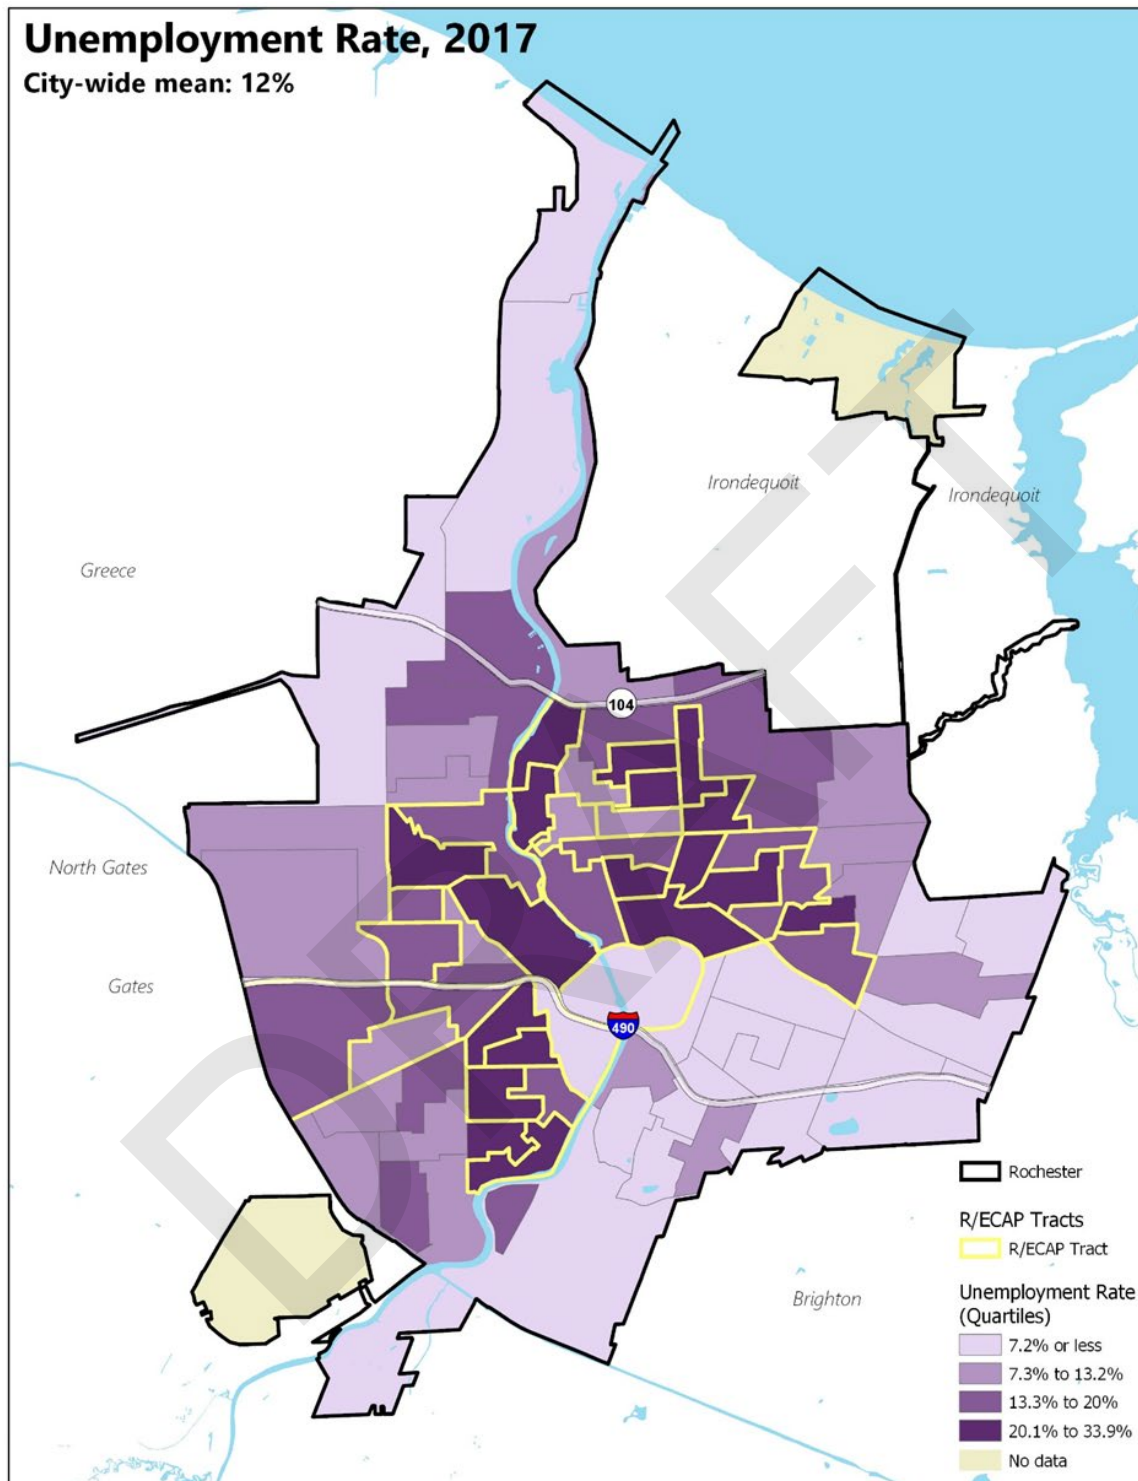 Unemployment Rate, 2017
City-wide mean: 12%
Irondequoit
Irondequoit
Greece
104
North Gates
Gates
490
Brighton
DRAFT
Rochester
R/ECAP Tracts
R/ECAP Tract
Unemployment Rate
(Quartiles)
7.2% or less
7.3% to 13.2%
13.3% to 20%
20.1% to 33.9%
No data